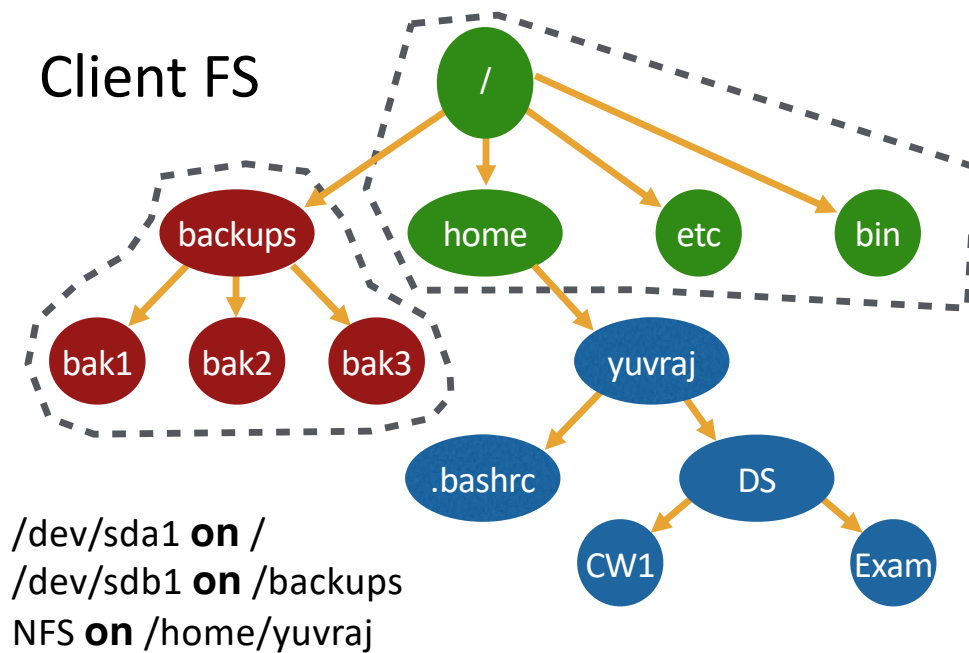 Client FS
/
backups
home
etc
bin
bak1
bak2
bak3
yuvraj
.bashrc
DS
CW1
Exam
/dev/sda1 on /
/dev/sdb1 on /backups
NFS on /home/yuvraj